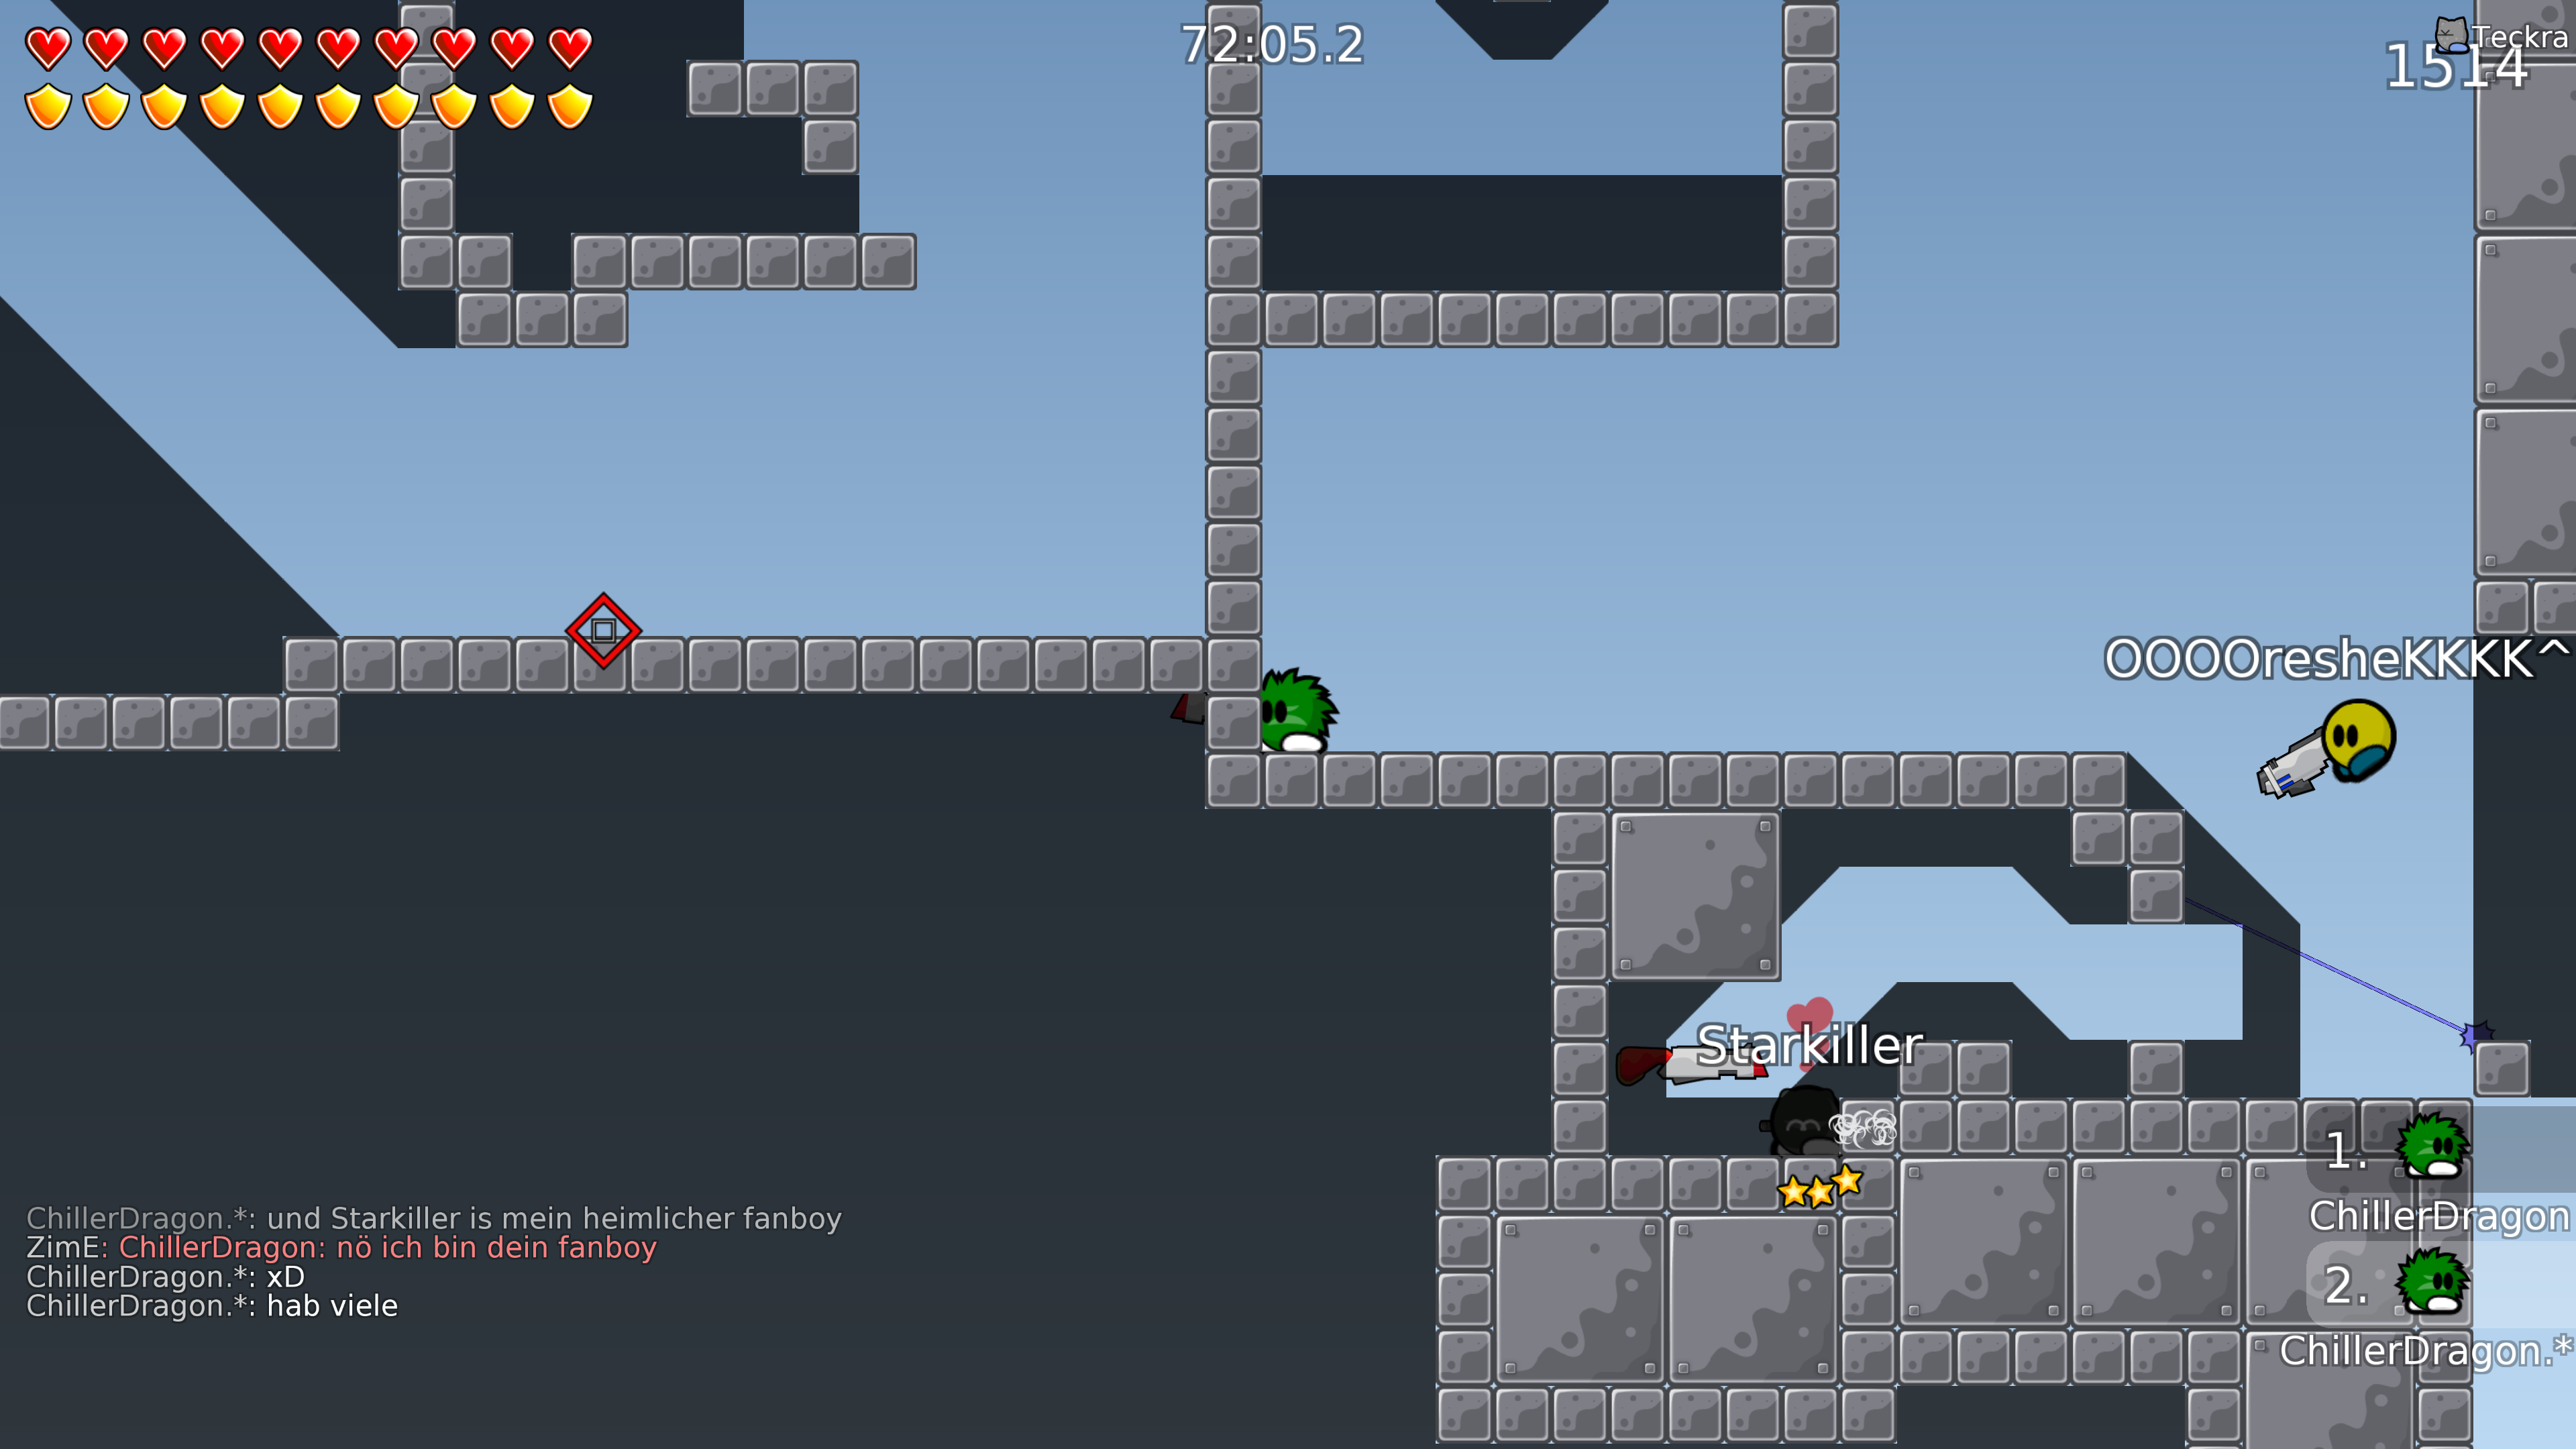 72:05.2
Teckra
1514
OOOOresheKKKK^
Starkiller
1.
ChillerDragon
2.
ChillerDragon.*
ChillerDragon.*: und Starkiller is mein heimlicher fanboy
ZimE: ChillerDragon: nö ich bin dein fanboy
ChillerDragon.*: xD
ChillerDragon.*: hab viele